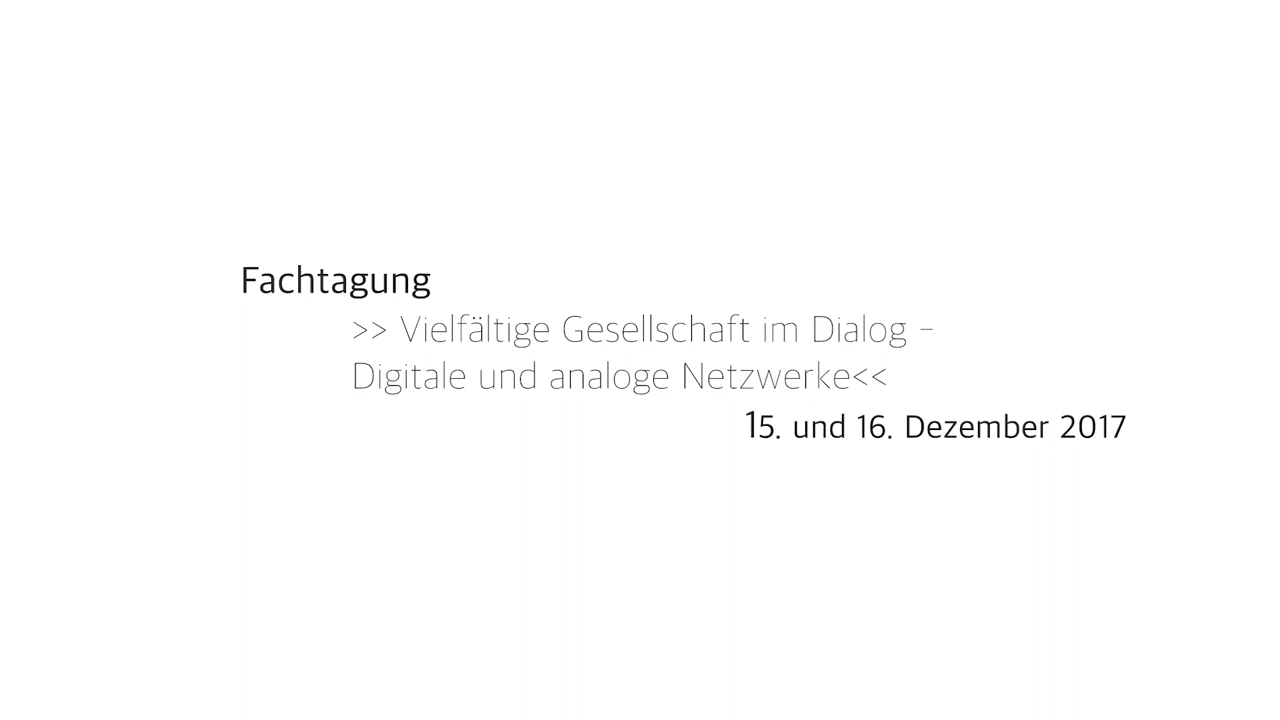 Fachtagung
>> Vielfältige Gesellschaft im Dialog –
Digitale und analoge Netzwerke<<
15. und 16. Dezember 2017